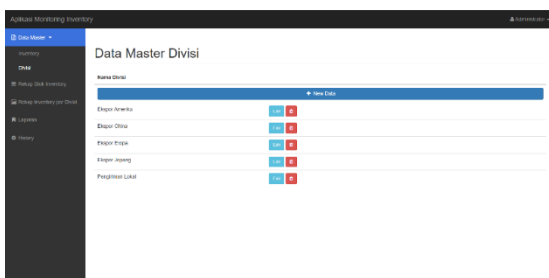 Aplikasi Monitoring Inventory
Administrator
Data Master
Inventory
Divisi
Rekap Stok Inventory
Rekap Inventory per Divisi
Laporan
History
Data Master Divisi
Nama Divisi
+ New Data
Ekspor Amerika
Edit
Ekspor China
Edit
Ekspor Eropa
Edit
Ekspor Jepang
Edit
Pengiriman Lokal
Edit